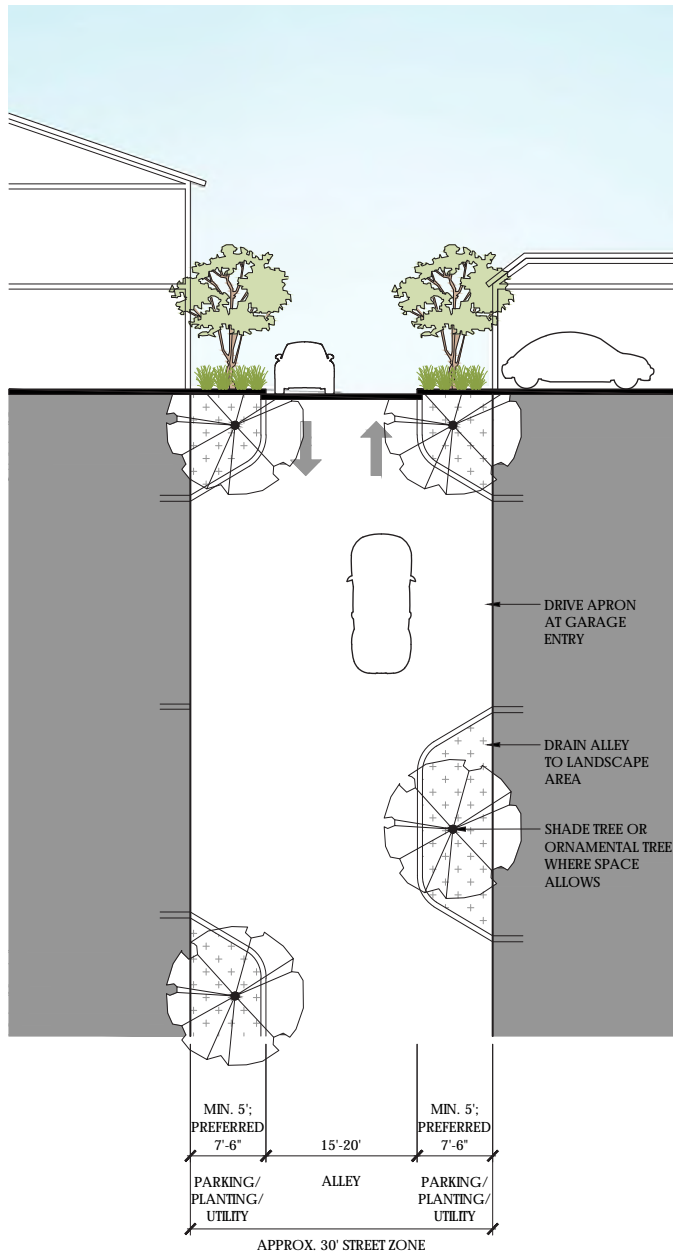 DRIVE APRON
AT GARAGE
ENTRY
DRAIN ALLEY
TO LANDSCAPE
AREA
SHADE TREE OR
ORNAMENTAL TREE
WHERE SPACE
ALLOWS
MIN. 5';
PREFERRED
7'-6"
15'-20'
MIN. 5';
PREFERRED
7'-6"
PARKING/
PLANTING/
UTILITY
ALLEY
PARKING/
PLANTING/
UTILITY
APPROX. 30' STREET ZONE